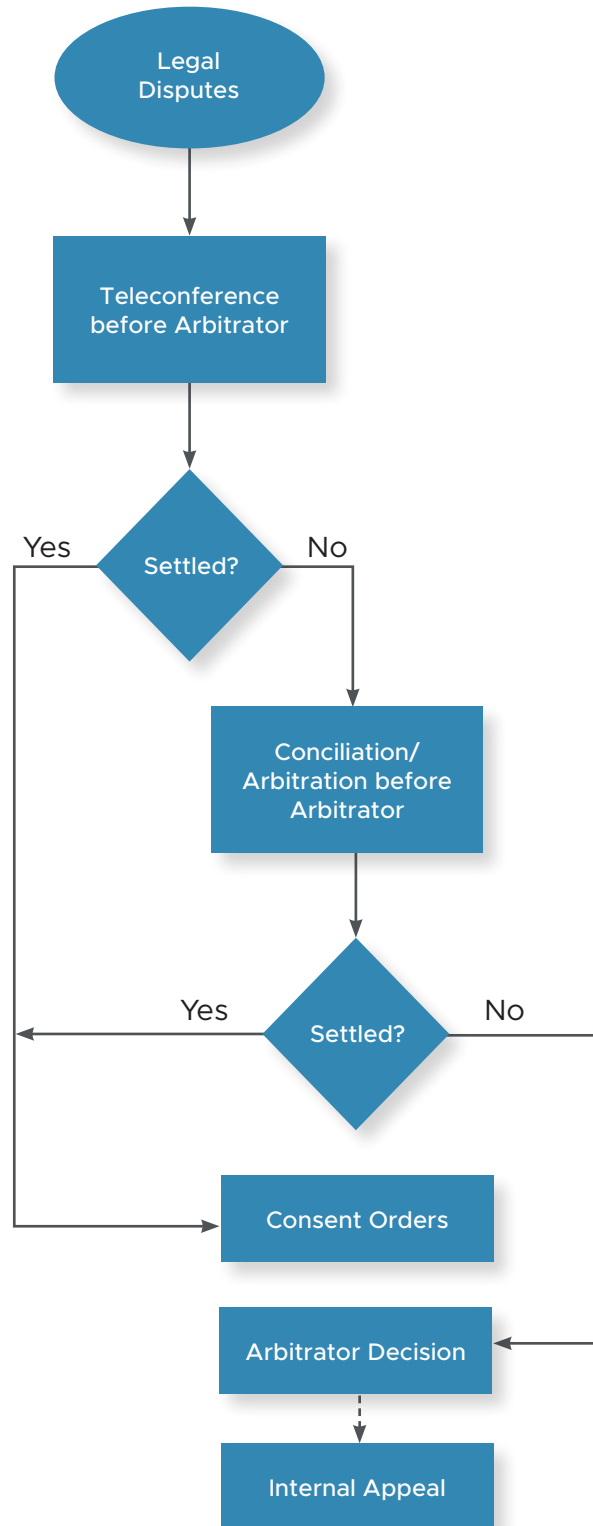 Legal
Disputes
Teleconference
before Arbitrator
Yes
Settled?
No
Conciliation/
Arbitration before
Arbitrator
Yes
Settled?
No
Consent Orders
Arbitrator Decision
Internal Appeal